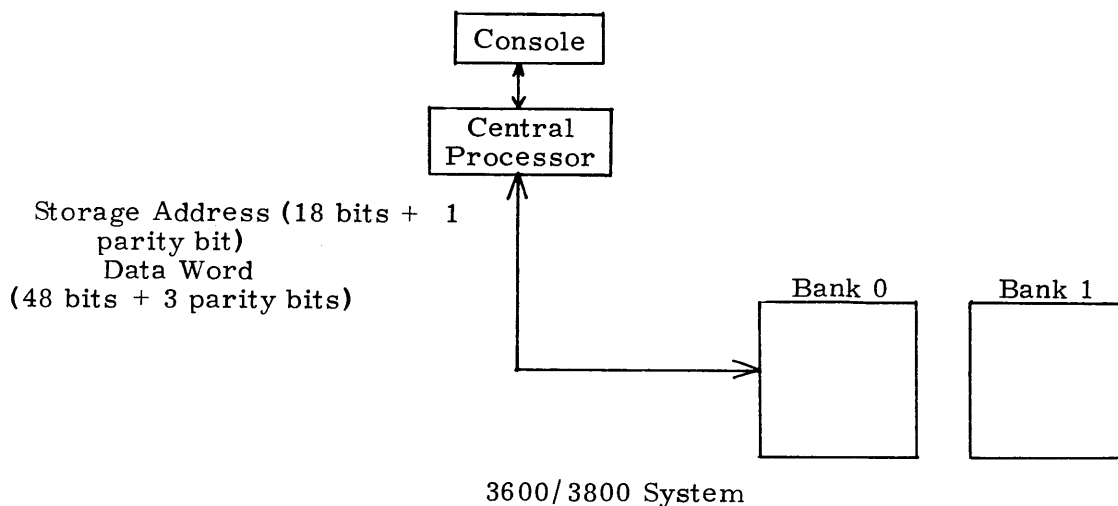 Console
Central
Processor
Storage Address (18 bits + 1
parity bit)
Data Word
(48 bits + 3 parity bits)
Bank 0
Bank 1
3600/3800 System